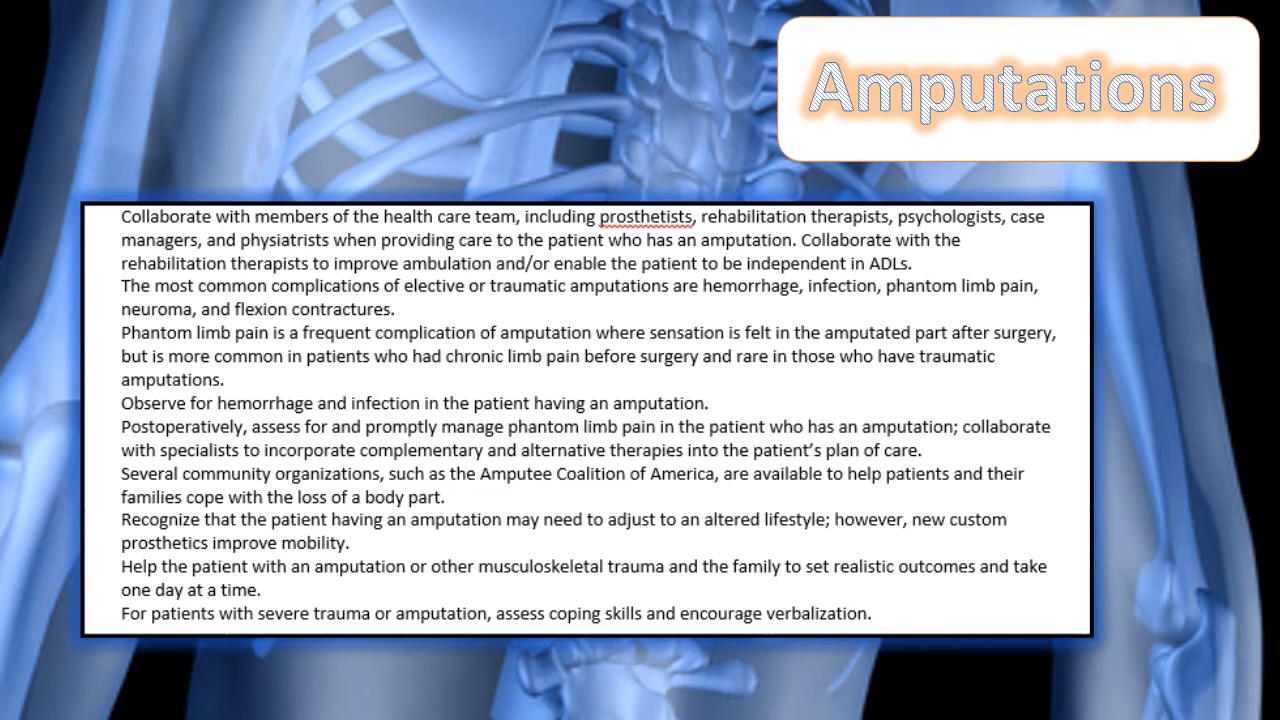 Amputations
Collaborate with members of the health care team, including prosthetists, rehabilitation therapists, psychologists, case
managers, and physiatrists when providing care to the patient who has an amputation. Collaborate with the
rehabilitation therapists to improve ambulation and/or enable the patient to be independent in ADLs.
The most common complications of elective or traumatic amputations are hemorrhage, infection, phantom limb pain,
neuroma, and flexion contractures.
Phantom limb pain is a frequent complication of amputation where sensation is felt in the amputated part after surgery,
but is more common in patients who had chronic limb pain before surgery and rare in those who have traumatic
amputations.
Observe for hemorrhage and infection in the patient having an amputation.
Postoperatively, assess for and promptly manage phantom limb pain in the patient who has an amputation; collaborate
with specialists to incorporate complementary and alternative therapies into the patient’s plan of care.
Several community organizations, such as the Amputee Coalition of America, are available to help patients and their
families cope with the loss of a body part.
Recognize that the patient having an amputation may need to adjust to an altered lifestyle; however, new custom
prosthetics improve mobility.
Help the patient with an amputation or other musculoskeletal trauma and the family to set realistic outcomes and take
one day at a time.
For patients with severe trauma or amputation, assess coping skills and encourage verbalization.